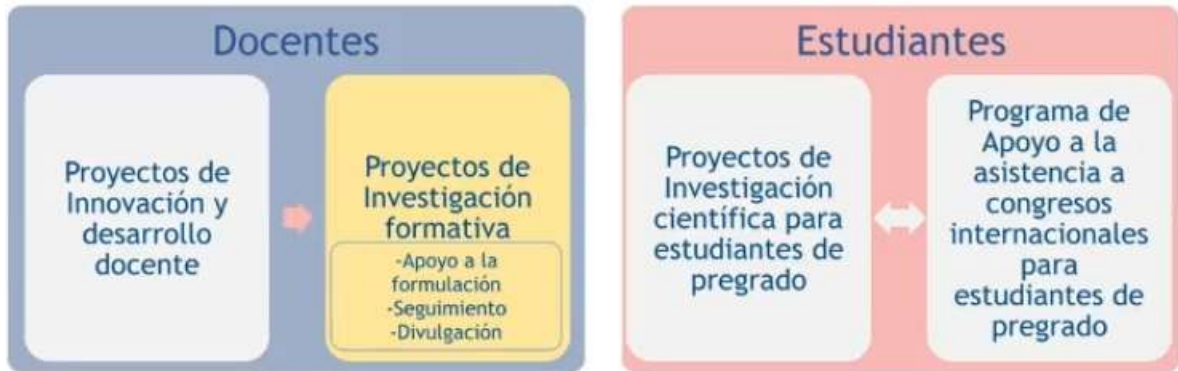 Docentes
Proyectos de
Innovación y
desarrollo
docente
Proyectos de
Investigación
formativa
-Apoyo a la
formulación
-Seguimiento
-Divulgación
Estudiantes
Proyectos de
Investigación
científica para
estudiantes de
pregrado
Programa de
Apoyo a la
asistencia a
congresos
internacionales
para
estudiantes de
pregrado